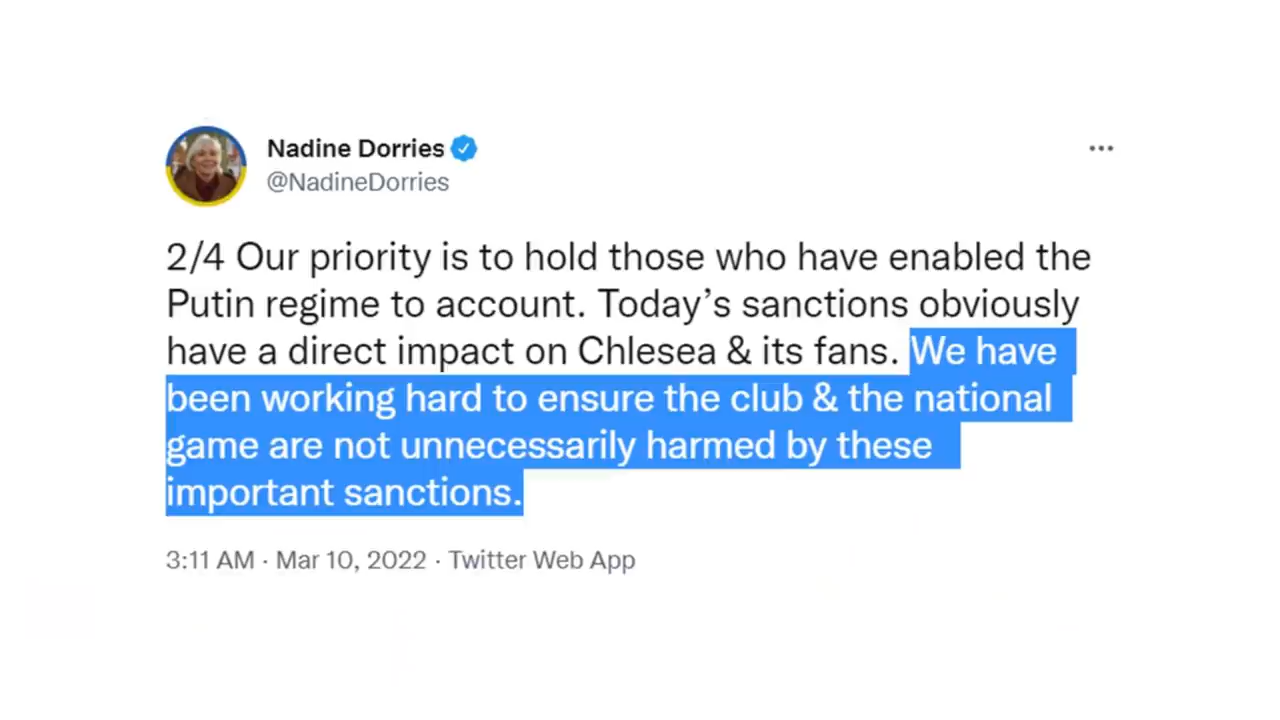 Nadine Dorries
@NadineDorries
2/4 Our priority is to hold those who have enabled the
Putin regime to account. Today’s sanctions obviously
have a direct impact on Chlesea & its fans. We have
been working hard to ensure the club & the national
game are not unnecessarily harmed by these
important sanctions.
3:11 AM · Mar 10, 2022 · Twitter Web App